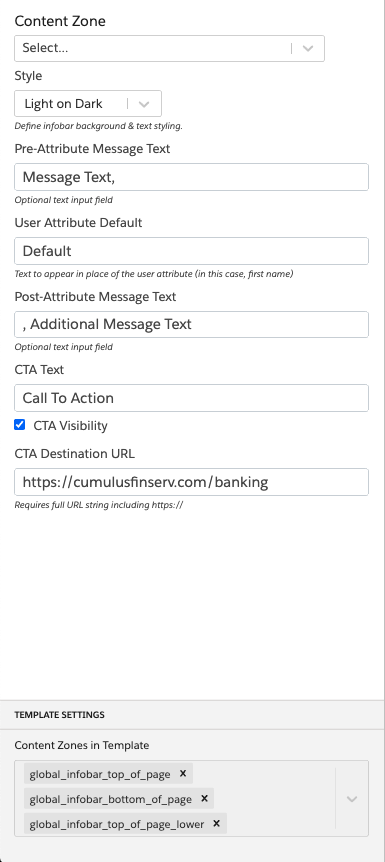 Content Zone
Select...
Style
Light on Dark
Define infobar background & text styling.
Pre-Attribute Message Text
Message Text,
Optional text input field
User Attribute Default
Default
Text to appear in place of the user attribute (in this case, first name)
Post-Attribute Message Text
, Additional Message Text
Optional text input field
CTA Text
Call To Action
CTA Visibility
CTA Destination URL
https://cumulusfinserv.com/banking
Requires full URL string including https://
TEMPLATE SETTINGS
Content Zones in Template
global_infobar_top_of_page x
global_infobar_bottom_of_page x
global_infobar_top_of_page_lower x